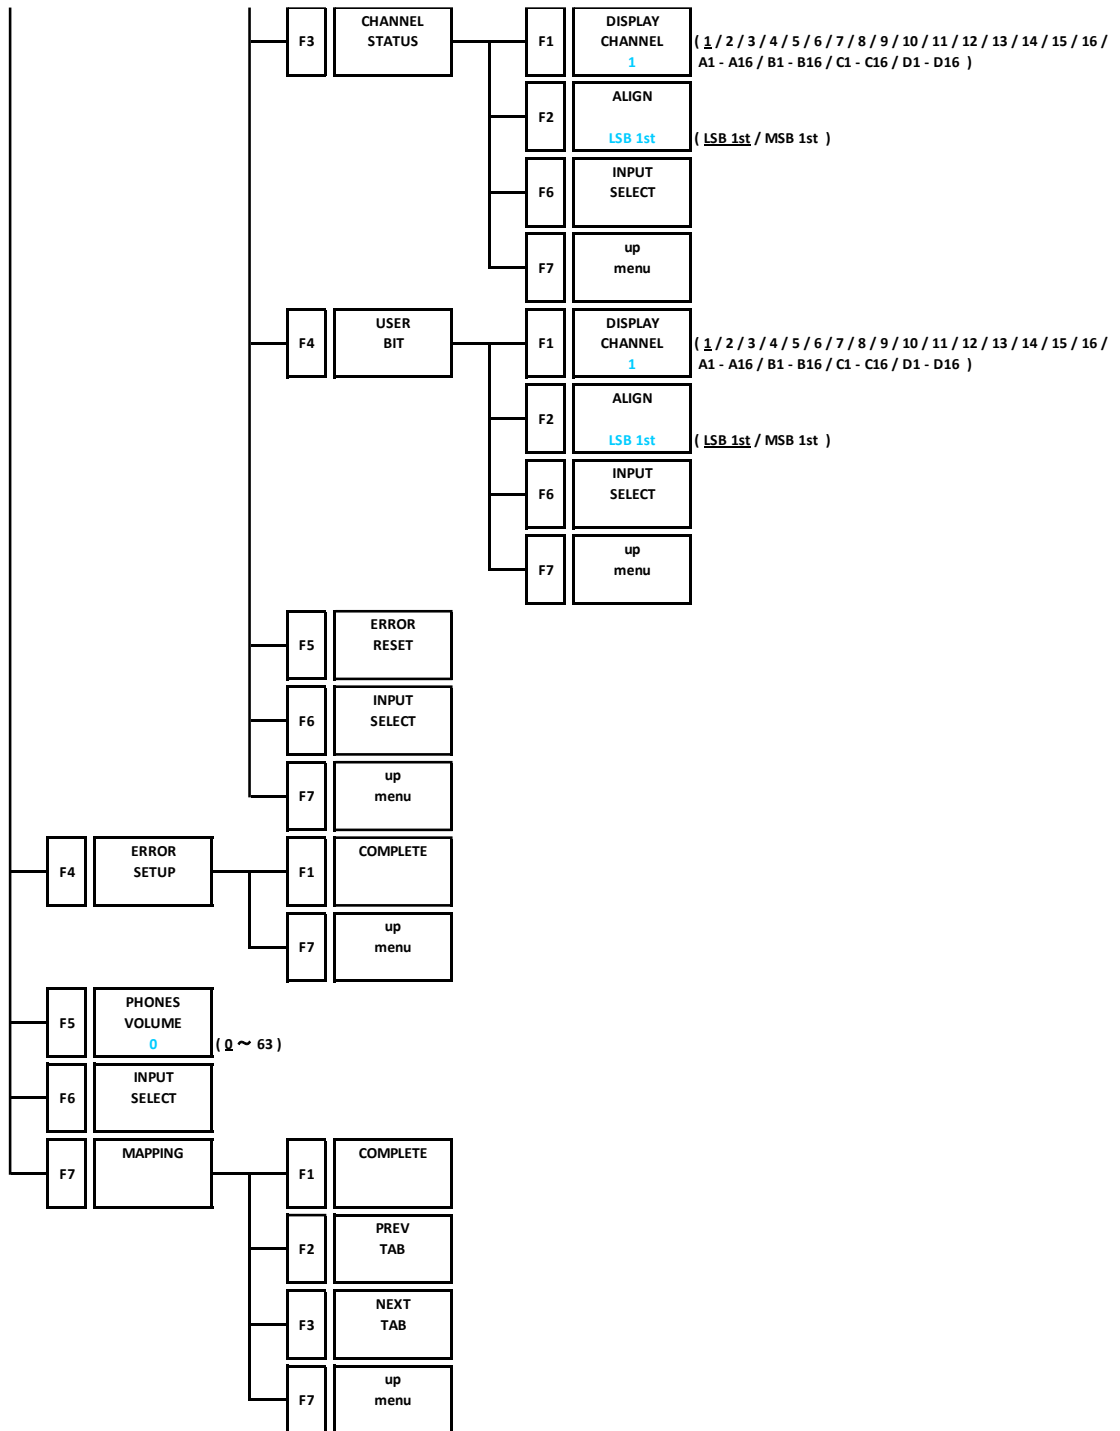 F3
CHANNEL
STATUS
F1
DISPLAY
CHANNEL
1
( 1 / 2 / 3 / 4 / 5 / 6 / 7 / 8 / 9 / 10 / 11 / 12 / 13 / 14 / 15 / 16 /
A1 - A16 / B1 - B16 / C1 - C16 / D1 - D16 )
F2
ALIGN
LSB 1st
( LSB 1st / MSB 1st )
F6
INPUT
SELECT
F7
up
menu
F4
USER
BIT
F1
DISPLAY
CHANNEL
1
( 1 / 2 / 3 / 4 / 5 / 6 / 7 / 8 / 9 / 10 / 11 / 12 / 13 / 14 / 15 / 16 /
A1 - A16 / B1 - B16 / C1 - C16 / D1 - D16 )
F2
ALIGN
LSB 1st
( LSB 1st / MSB 1st )
F6
INPUT
SELECT
F7
up
menu
F5
ERROR
RESET
F6
INPUT
SELECT
F7
up
menu
F4
ERROR
SETUP
F1
COMPLETE
F7
up
menu
F5
PHONES
VOLUME
0
( 0 ～ 63 )
F6
INPUT
SELECT
F7
MAPPING
F1
COMPLETE
F2
PREV
TAB
F3
NEXT
TAB
F7
up
menu